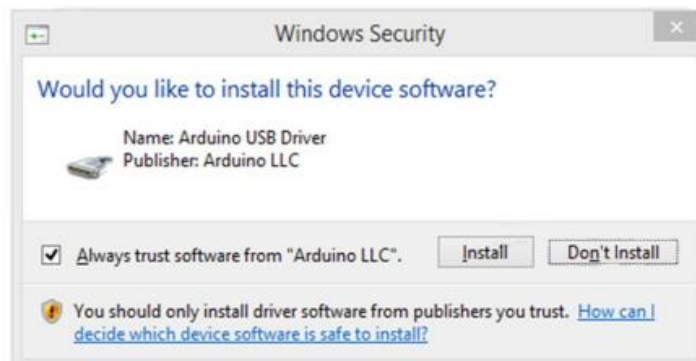 Windows Security
Would you like to install this device software?
Name: Arduino USB Driver
Publisher: Arduino LLC
Always trust software from "Arduino LLC".
Install
Don't Install
You should only install driver software from publishers you trust. How can I
decide which device software is safe to install?